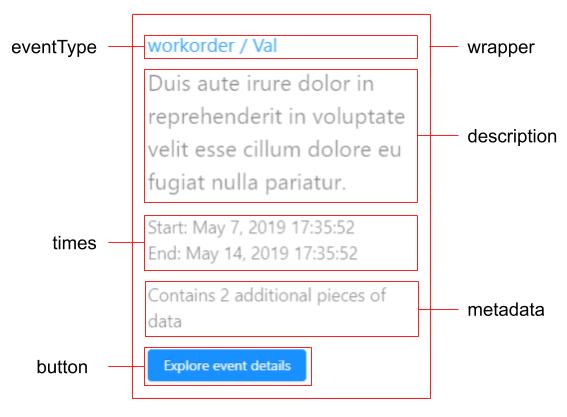 eventType
workorder / Val
wrapper
Duis aute irure dolor in
reprehenderit in voluptate
velit esse cillum dolore eu
fugiat nulla pariatur.
description
times
Start: May 7, 2019 17:35:52
End: May 14, 2019 17:35:52
Contains 2 additional pieces of
data
metadata
button
Explore event details